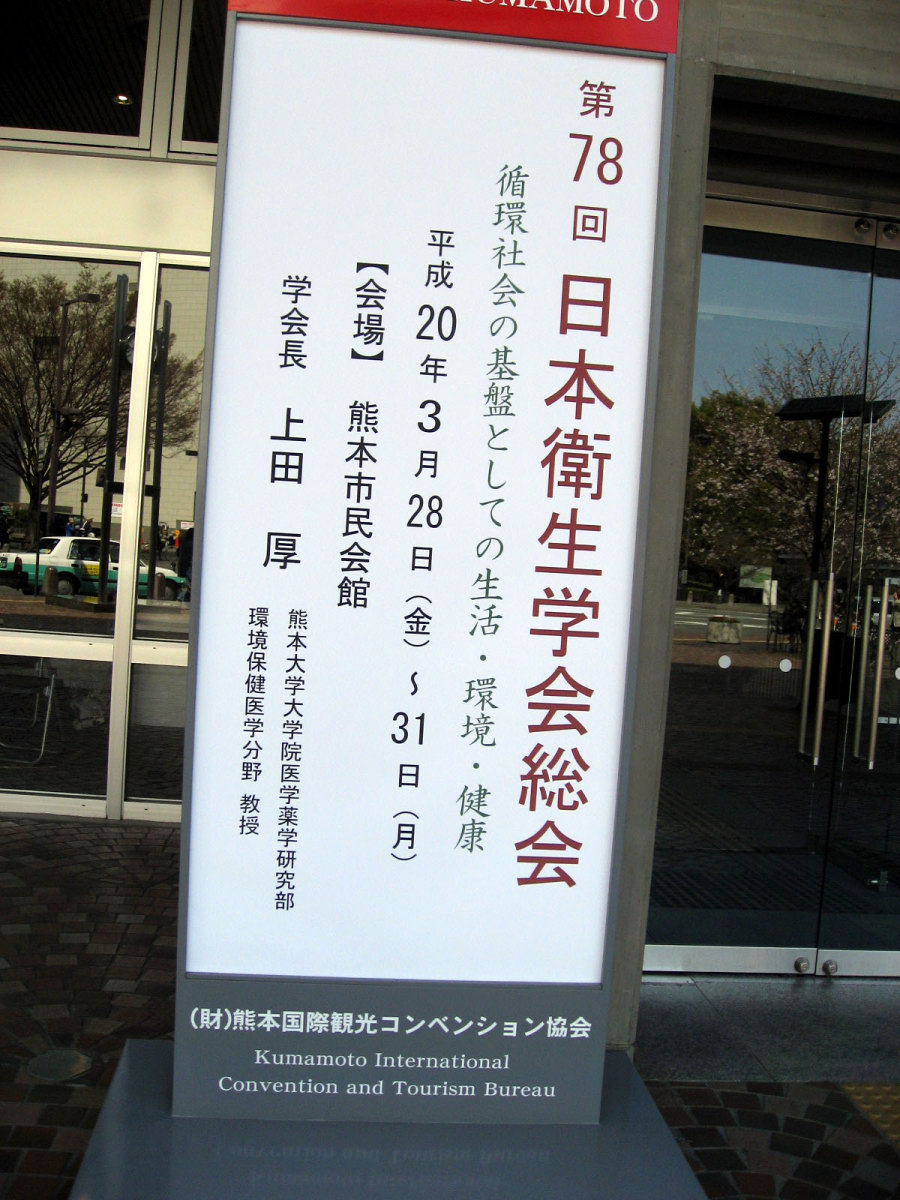 KUMAMOTO
第78回 日本衛生学会総会
循環社会の基盤としての生活・環境・健康
平成20年3月28日(金)~31日(月)
【会場】 熊本市民会館
学会長 上田 厚
熊本大学大学院医学薬学研究部
環境保健医学分野 教授
(財)熊本国際観光コンベンション協会
Kumamoto International
Convention and Tourism Bureau